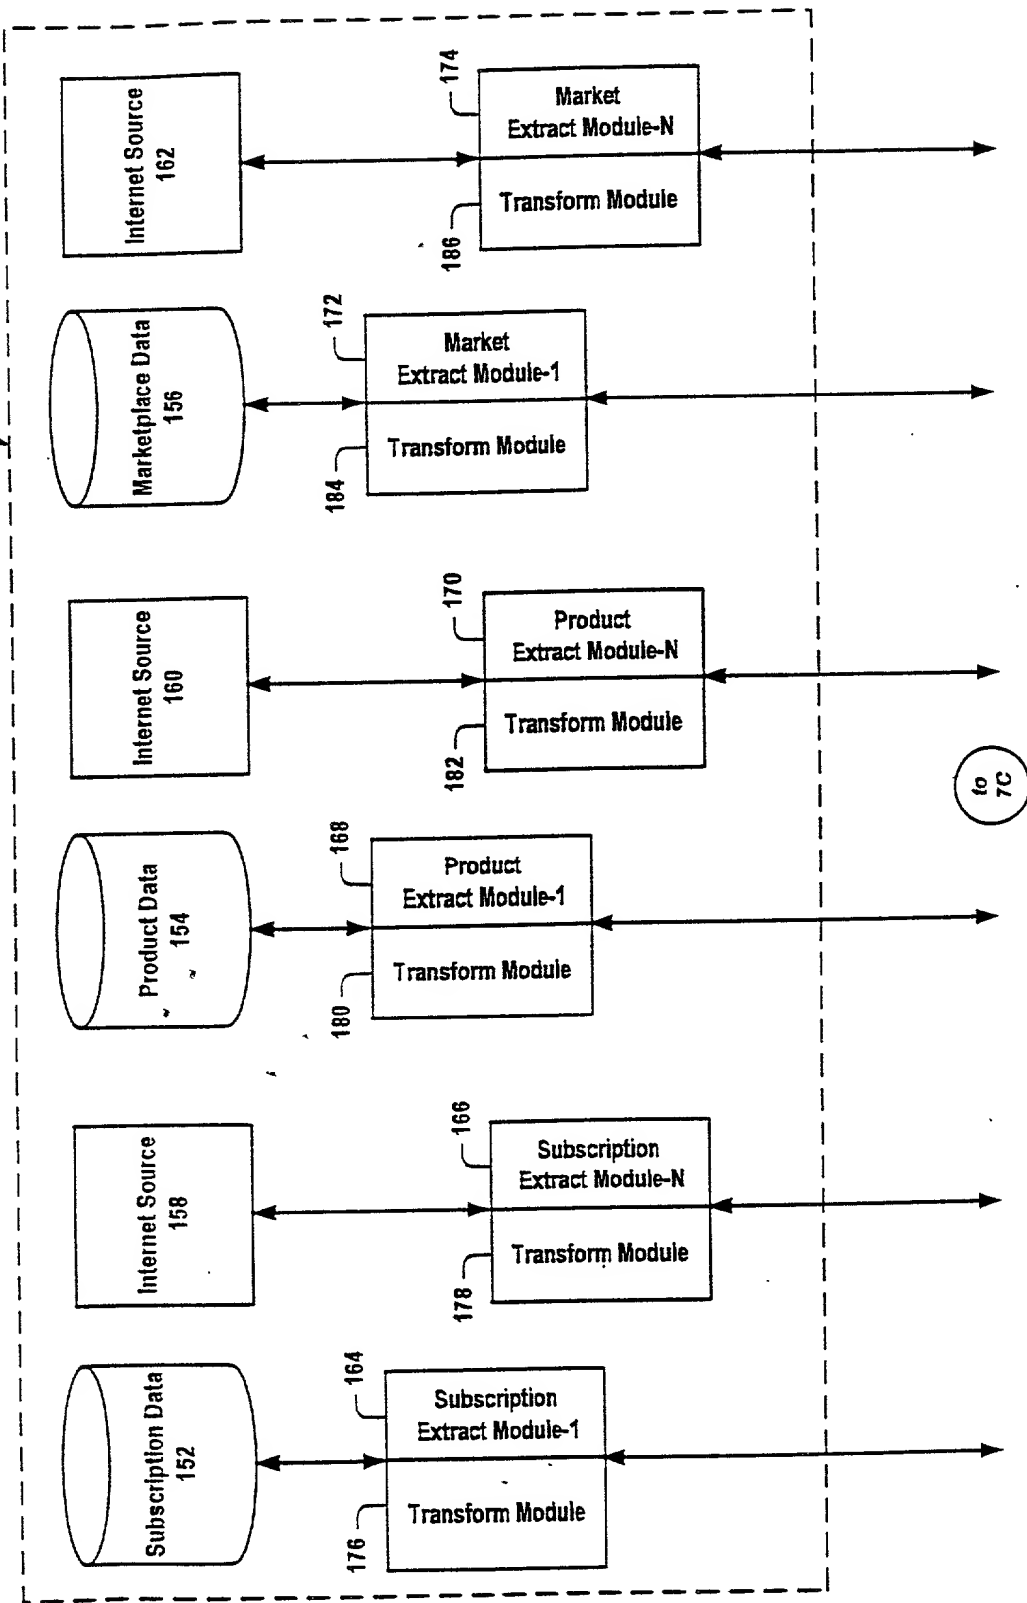 Internet Source
162
174
Market
Extract Module-N
Transform Module
186
Marketplace Data
156
172
Market
Extract Module-1
Transform Module
184
Internet Source
160
170
Product
Extract Module-N
Transform Module
182
to
7C
Product Data
154
168
Product
Extract Module-1
Transform Module
180
Internet Source
158
166
Subscription
Extract Module-N
Transform Module
178
Subscription Data
152
164
Subscription
Extract Module-1
Transform Module
176